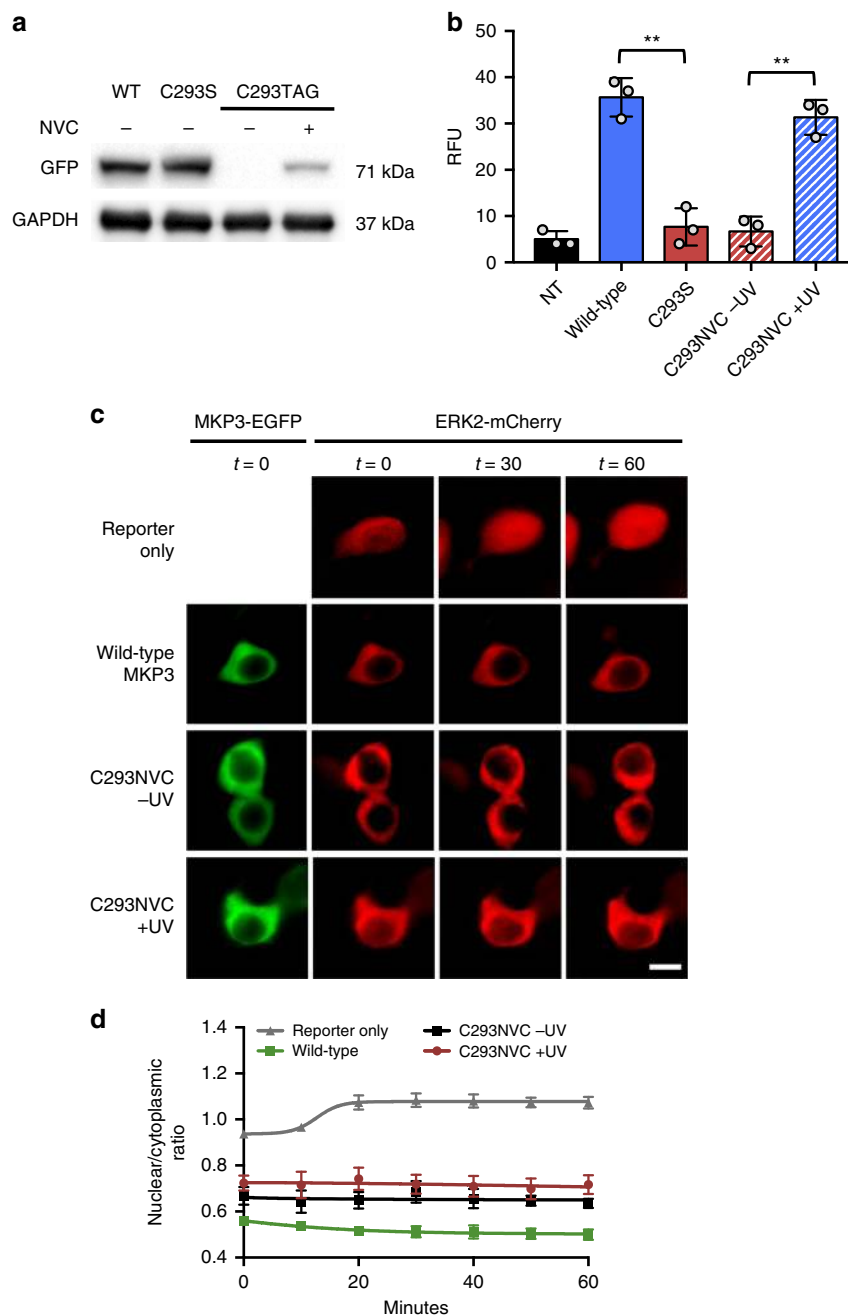 a
WT C293S C293TAG
NVC – – – +
GFP 71 kDa
GAPDH 37 kDa
b
** **
50
40
30
20
10
0
RFU
NT
Wild-type
C293S
C293NVC –UV
C293NVC +UV
c
MKP3-EGFP ERK2-mCherry
t = 0 t = 0 t = 30 t = 60
Reporter
only
Wild-type
MKP3
C293NVC
–UV
C293NVC
+UV
d
Reporter only C293NVC –UV
Wild-type C293NVC +UV
1.4
1.2
1.0
0.8
0.6
0.4
Nuclear/cytoplasmic
ratio
0 20 40 60
Minutes